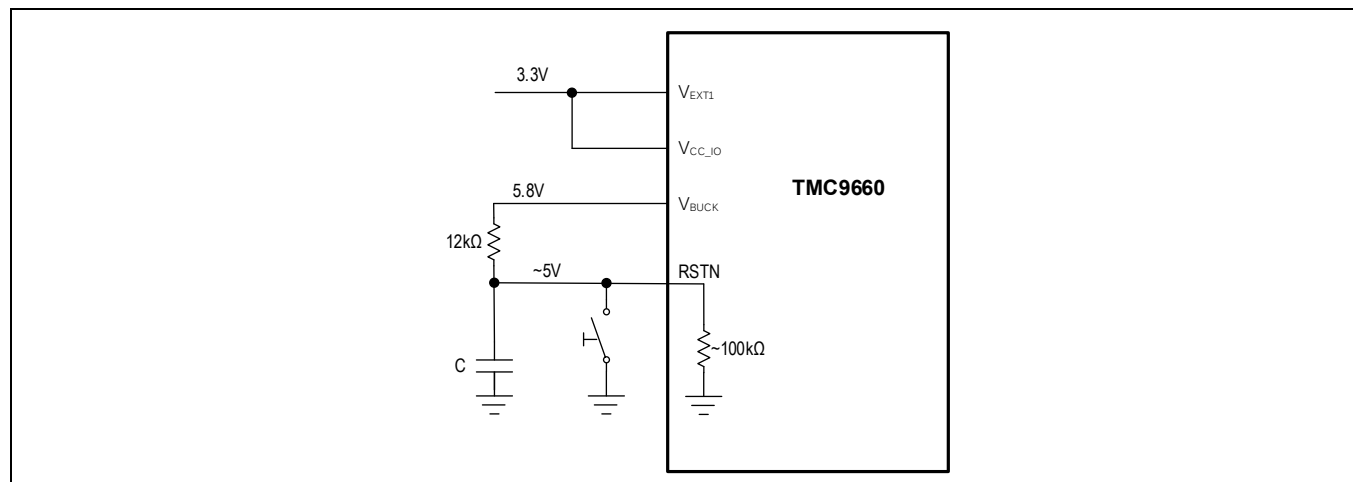 3.3V
VEXT1
VCC_IO
TMC9660
5.8V
VBUCK
12kΩ
~5V
RSTN
~100kΩ
C